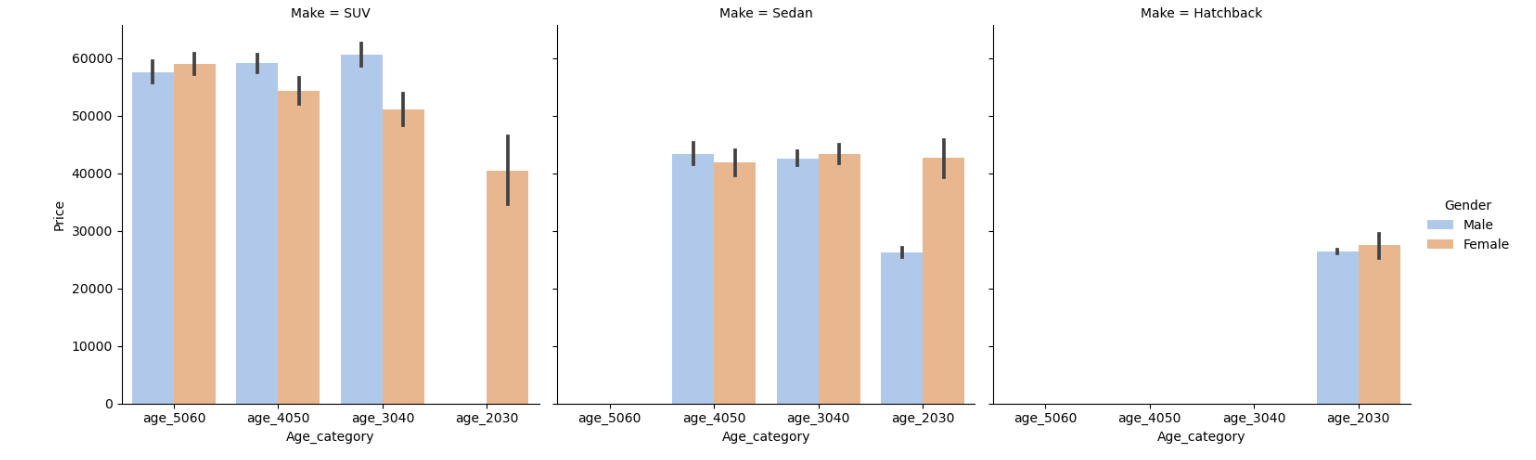 Make = SUV
Make = Sedan
Make = Hatchback
60000
50000
40000
30000
20000
10000
0
Price
age_5060 age_4050 age_3040 age_2030
age_5060 age_4050 age_3040 age_2030
age_5060 age_4050 age_3040 age_2030
Age_category
Age_category
Age_category
Gender
Male
Female